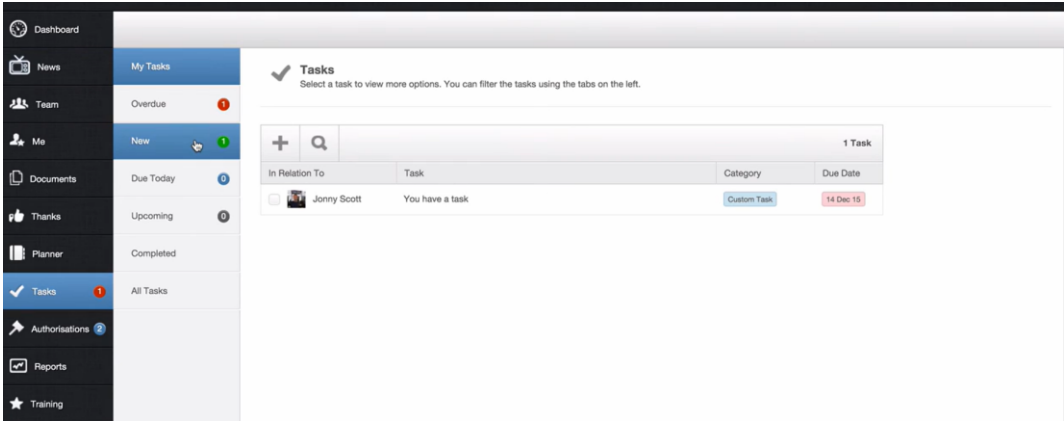 Dashboard
News
Team
Me
Documents
Thanks
Planner
Tasks 1
Authorisations 2
Reports
Training
My Tasks
Overdue 1
New 1
Due Today 0
Upcoming 0
Completed
All Tasks
Tasks
Select a task to view more options. You can filter the tasks using the tabs on the left.
1 Task
In Relation To Task Category Due Date
Jonny Scott You have a task Custom Task 14 Dec 15